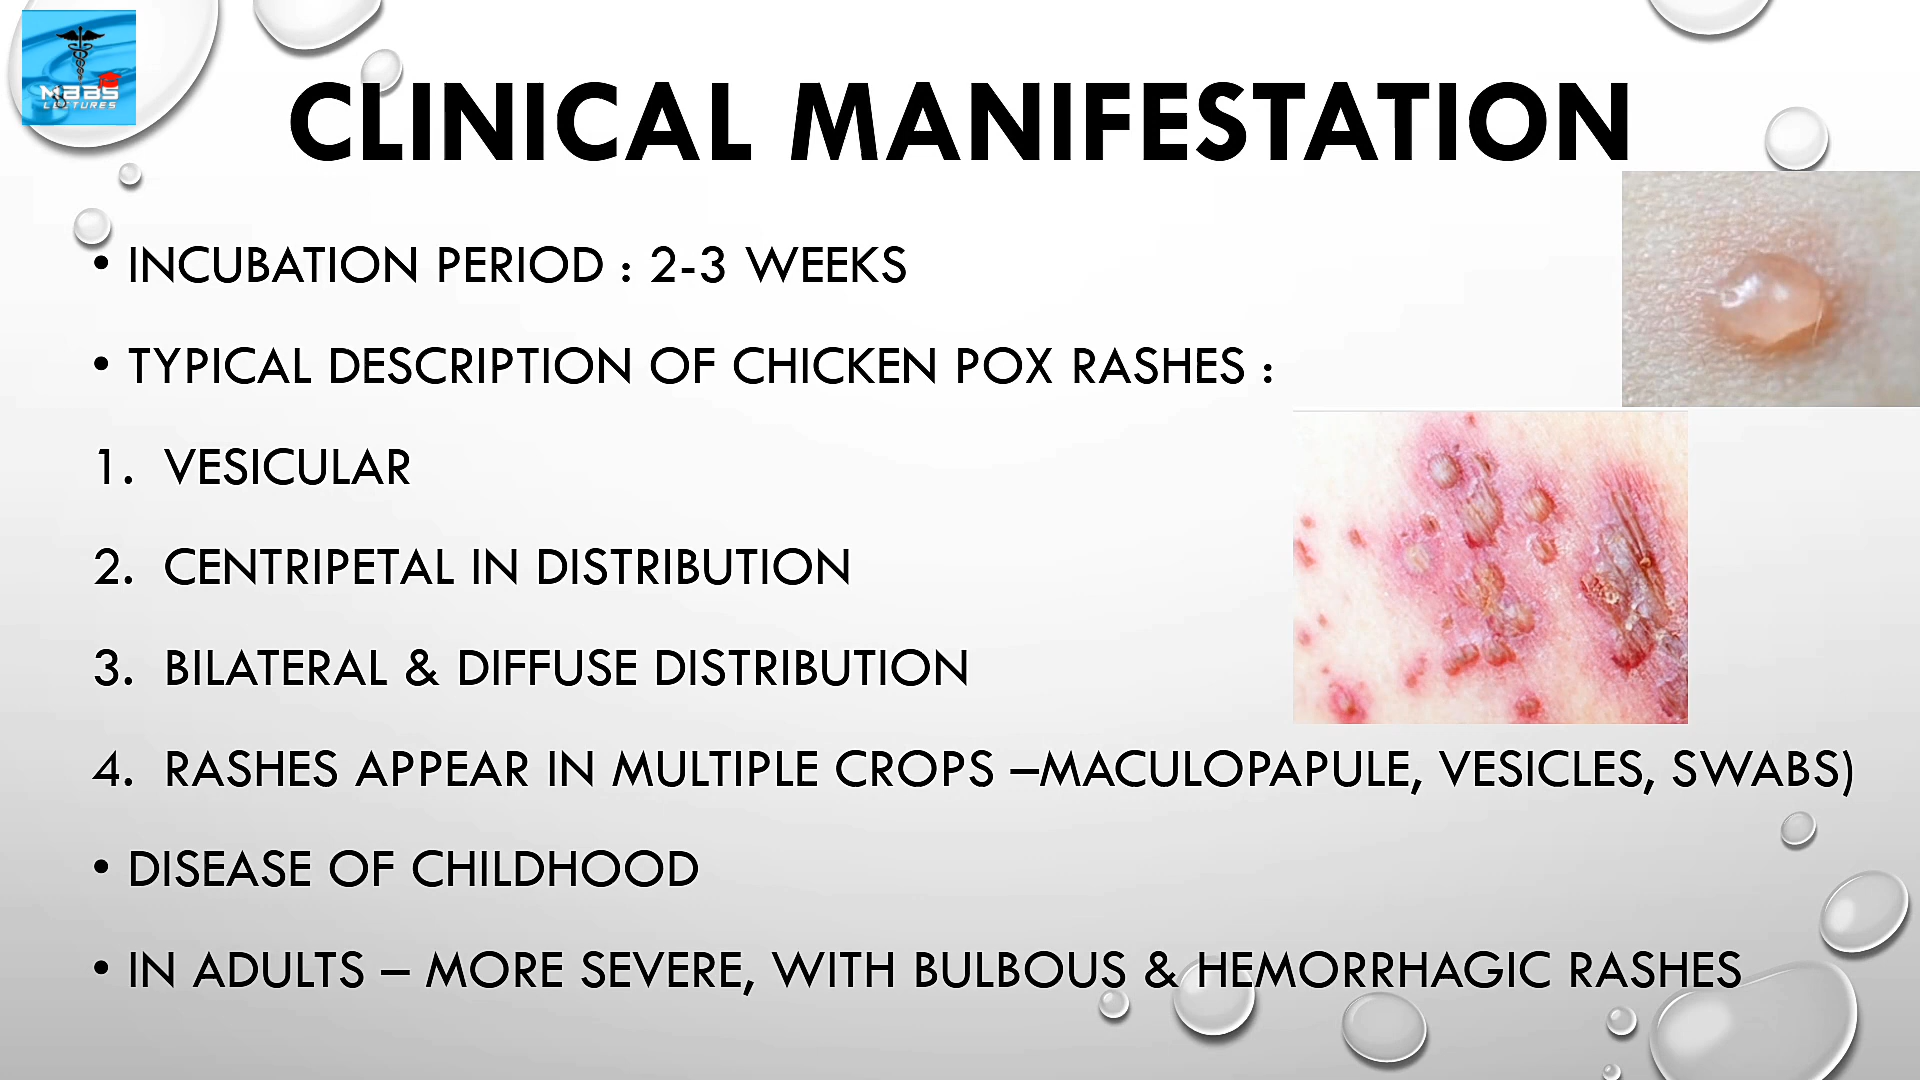 MBBS
LECTURES
CLINICAL MANIFESTATION
• INCUBATION PERIOD : 2-3 WEEKS
• TYPICAL DESCRIPTION OF CHICKEN POX RASHES :
1. VESICULAR
2. CENTRIPETAL IN DISTRIBUTION
3. BILATERAL & DIFFUSE DISTRIBUTION
4. RASHES APPEAR IN MULTIPLE CROPS –MACULOPAPULE, VESICLES, SWABS)
• DISEASE OF CHILDHOOD
• IN ADULTS – MORE SEVERE, WITH BULBOUS & HEMORRHAGIC RASHES